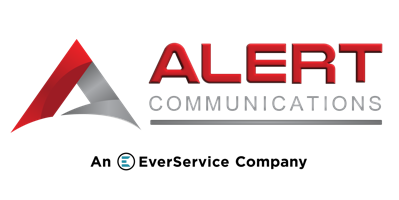 ALERT
COMMUNICATIONS
An EverService Company